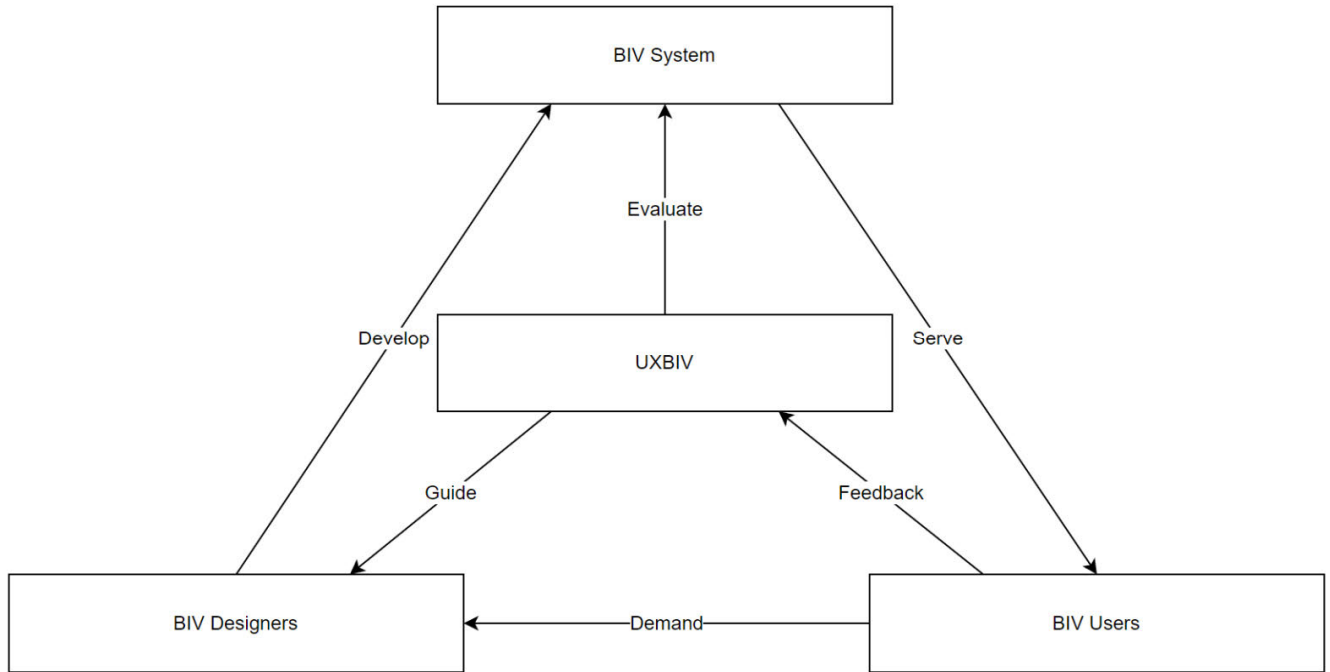 BIV System
Evaluate
Develop
Serve
UXBIV
Guide
Feedback
BIV Designers
Demand
BIV Users